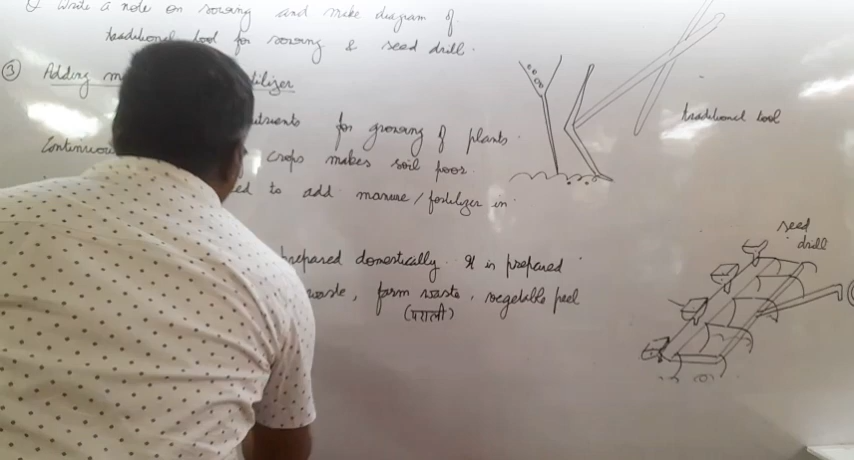 Q Write a note on sowing and make diagram of
traditional tool for sowing & seed drill.
③ Adding
for growing of plants.
crops makes soil poor.
to add manure/fertilizer in
traditional tool
seed
drill
prepared domestically. It is prepared
waste, farm waste, vegetable peel
(पराली)